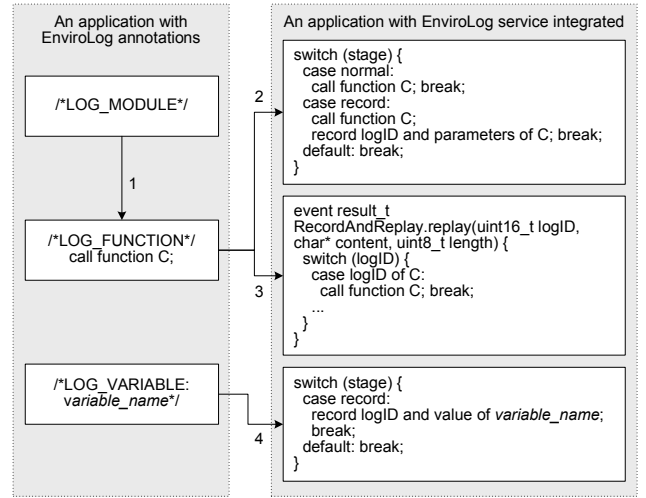 An application with
EnviroLog annotations
/*LOG_MODULE*/
1
/*LOG_FUNCTION*/
call function C;
/*LOG_VARIABLE:
variable_name*/
2
3
4
An application with EnviroLog service integrated
switch (stage) {
case normal:
call function C; break;
case record:
call function C;
record logID and parameters of C; break;
default: break;
}
event result_t
RecordAndReplay.replay(uint16_t logID,
char* content, uint8_t length) {
switch (logID) {
case logID of C:
call function C; break;
...
}
}
switch (stage) {
case record:
record logID and value of variable_name;
break;
default: break;
}